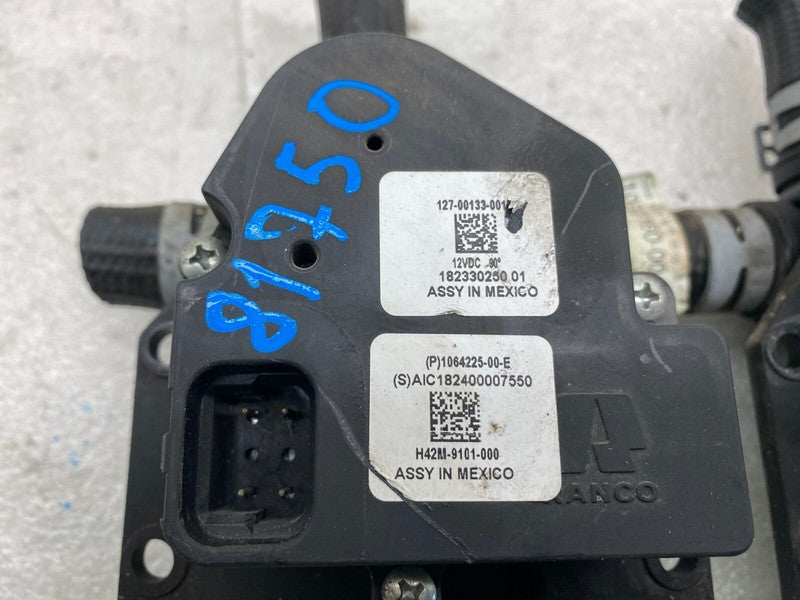 81750
127-00133-001
12VDC 90°
182330250 01
ASSY IN MEXICO
(P)1064225-00-E
(S)AIC182400007550
H42M-9101-000
ASSY IN MEXICO